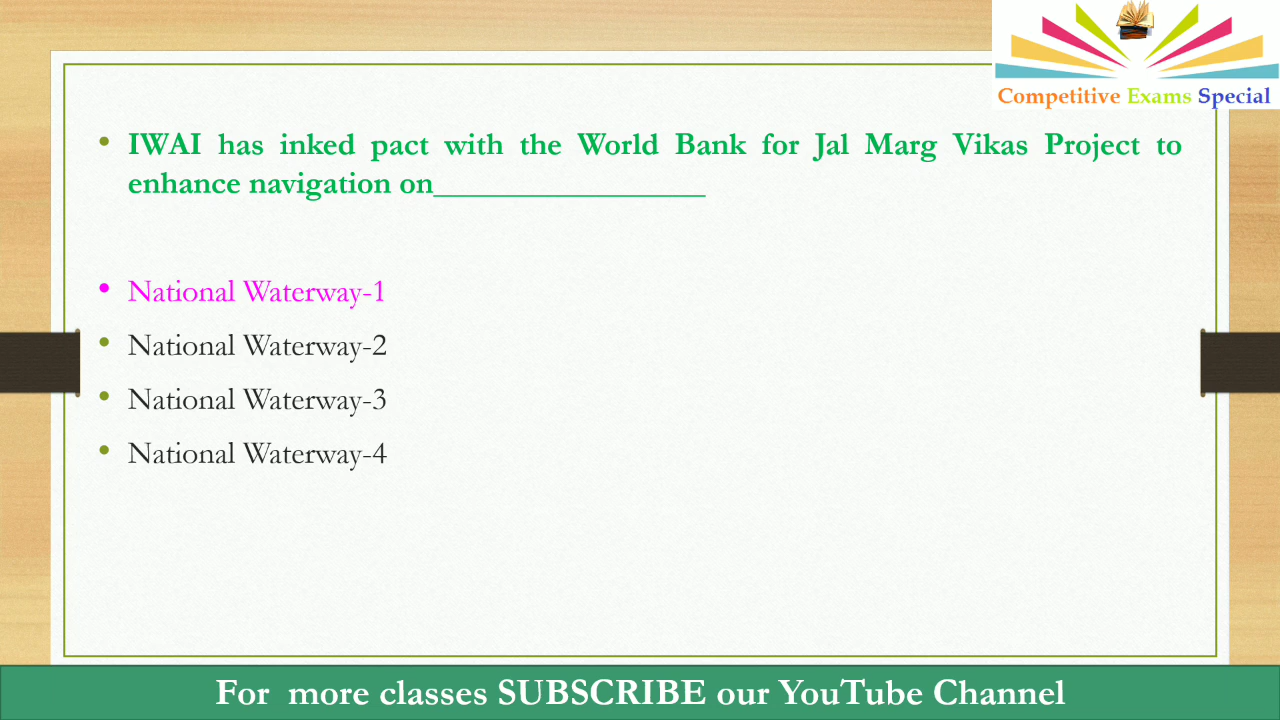 Competitive Exams Special
• IWAI has inked pact with the World Bank for Jal Marg Vikas Project to
enhance navigation on__________________
• National Waterway-1
• National Waterway-2
• National Waterway-3
• National Waterway-4
For more classes SUBSCRIBE our YouTube Channel